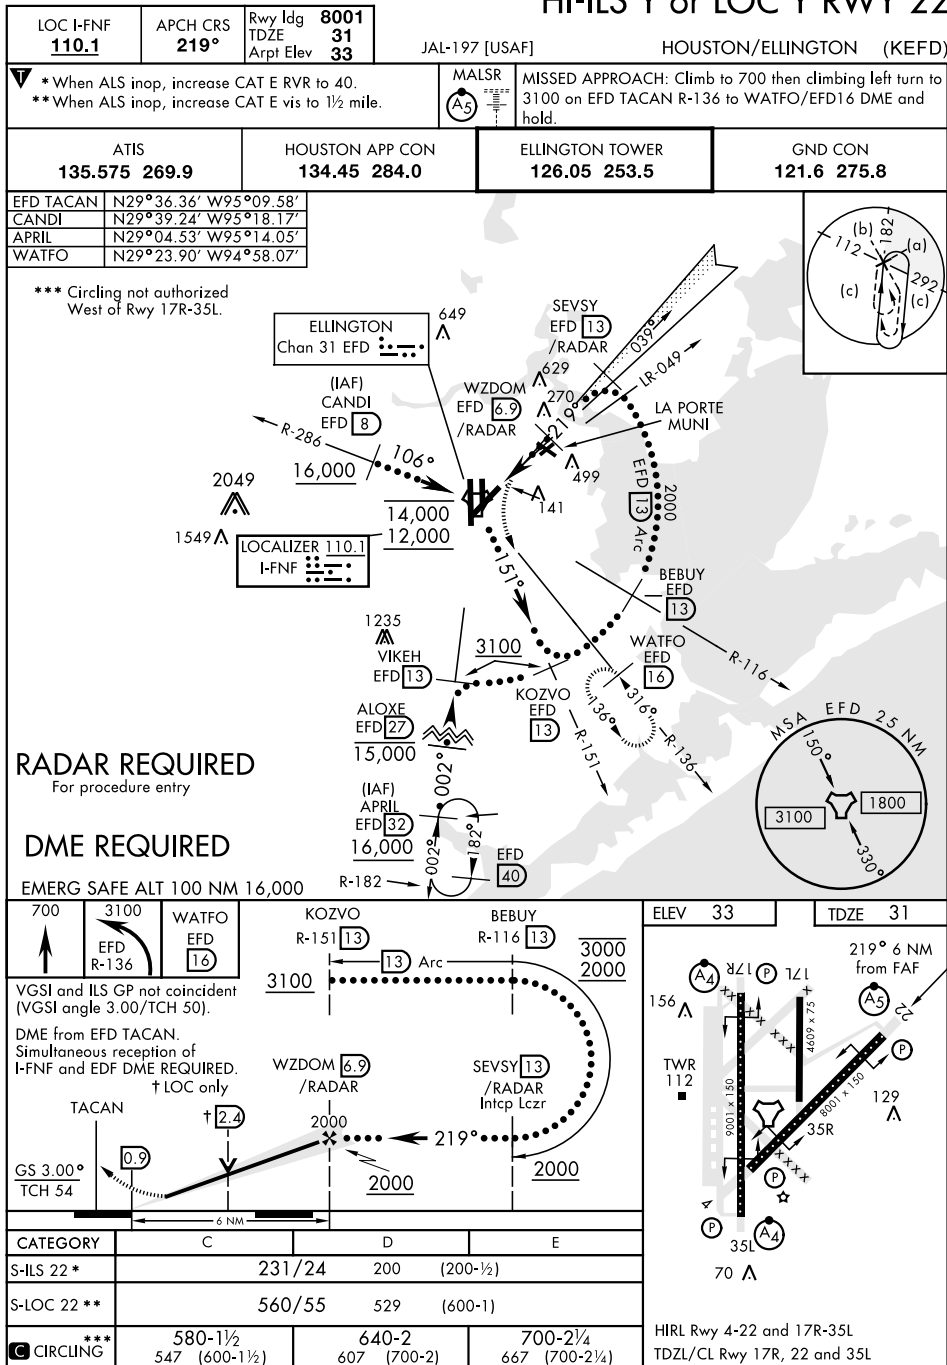 HI-ILS Y or LOC Y RWY 22
LOC I-FNF
110.1
APCH CRS
219°
Rwy ldg 8001
TDZE 31
Arpt Elev 33
JAL-197 [USAF]
HOUSTON/ELLINGTON (KEFD)
T
* When ALS inop, increase CAT E RVR to 40.
** When ALS inop, increase CAT E vis to 1½ mile.
MALSR
A5
MISSED APPROACH: Climb to 700 then climbing left turn to
3100 on EFD TACAN R-136 to WATFO/EFD16 DME and
hold.
ATIS
135.575 269.9
HOUSTON APP CON
134.45 284.0
ELLINGTON TOWER
126.05 253.5
GND CON
121.6 275.8
EFD TACAN N29°36.36' W95°09.58'
CANDI N29°39.24' W95°18.17'
APRIL N29°04.53' W95°14.05'
WATFO N29°23.90' W94°58.07'
*** Circling not authorized
West of Rwy 17R-35L.
(b)
182
(a)
112
292
(c)
(c)
ELLINGTON
Chan 31 EFD
649
SEVSY
EFD 13
/RADAR
039°
LR-049
629
270
WZDOM
EFD 6.9
/RADAR
219°
LA PORTE
MUNI
499
141
(IAF)
CANDI
EFD 8
R-286
106°
16,000
2049
1549
14,000
12,000
LOCALIZER 110.1
I-FNF
EFD 13 Arc
2000
151°
BEBUY
EFD
13
R-116
1235
3100
VIKEH
EFD 13
WATFO
EFD
16
KOZVO
EFD
13
316°
136°
R-136
R-151
ALOXE
EFD 27
15,000
002°
(IAF)
APRIL
EFD 32
16,000
002°
182°
R-182
EFD
40
MSA EFD 25 NM
150°
3100
1800
330°
RADAR REQUIRED
For procedure entry
DME REQUIRED
EMERG SAFE ALT 100 NM 16,000
700
3100
EFD
R-136
WATFO
EFD
16
VGSI and ILS GP not coincident
(VGSI angle 3.00/TCH 50).
DME from EFD TACAN.
Simultaneous reception of
I-FNF and EDF DME REQUIRED.
† LOC only
KOZVO
R-151 13
BEBUY
R-116 13
13 Arc
3100
3000
2000
WZDOM 6.9
/RADAR
SEVSY 13
/RADAR
Intcp Lczr
TACAN
† 2.4
2000
219°
0.9
GS 3.00°
TCH 54
2000
2000
6 NM
ELEV 33
TDZE 31
219° 6 NM
from FAF
A4
17R
P
17L
A5
22
156
4609 x 75
P
TWR
112
9001 x 150
8001 x 150
129
35R
P
4
P
35L
A4
70
HIRL Rwy 4-22 and 17R-35L
TDZL/CL Rwy 17R, 22 and 35L
CATEGORY C D E
S-ILS 22 * 231/24 200 (200-½)
S-LOC 22 ** 560/55 529 (600-1)
C CIRCLING ***
580-1½
547 (600-1½)
640-2
607 (700-2)
700-2¼
667 (700-2¼)